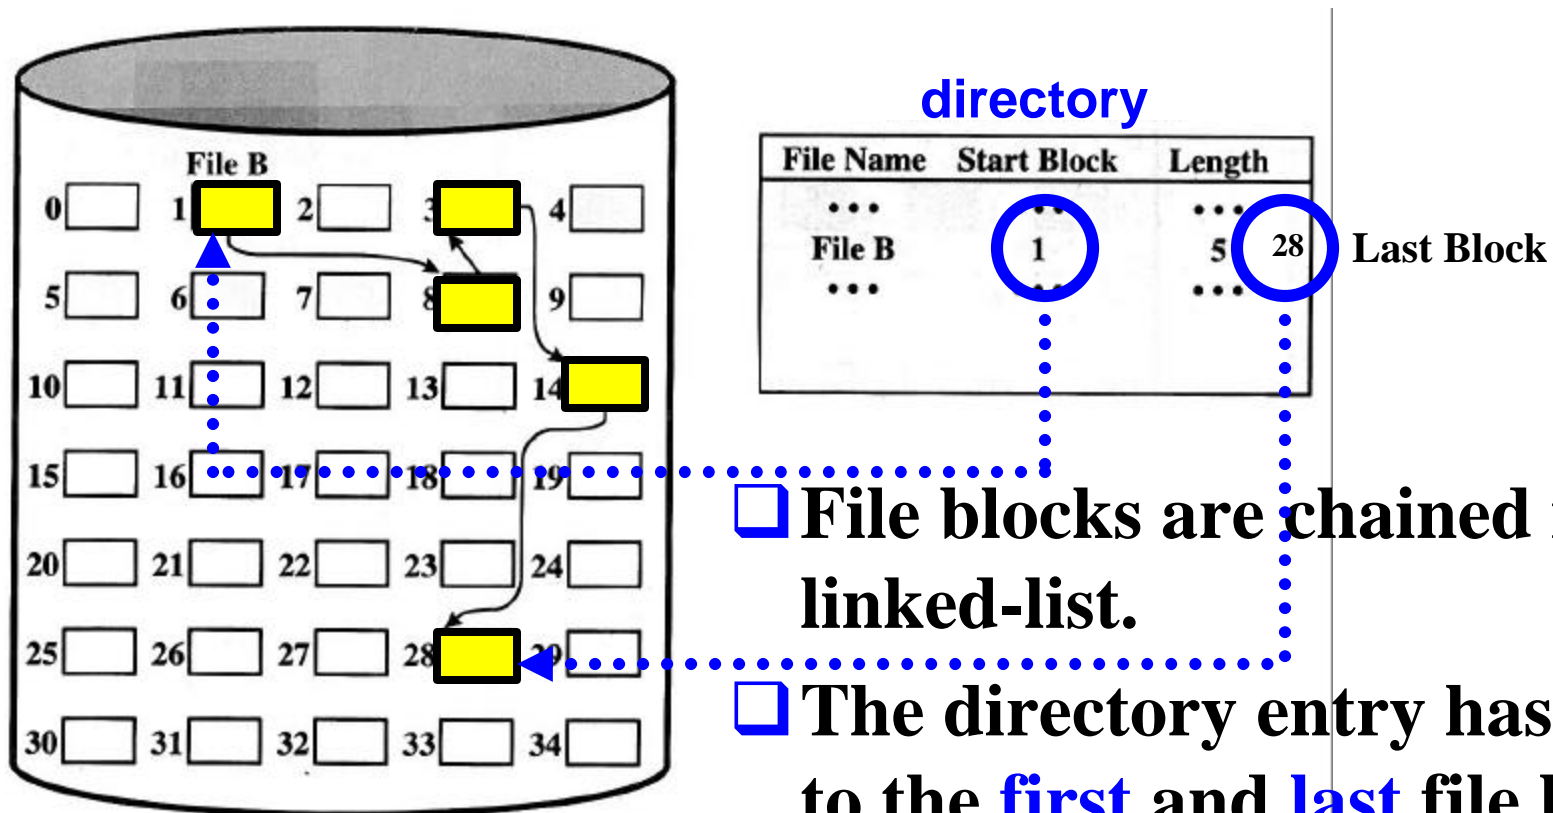 directory
File Name Start Block Length
... ... ...
File B 1 5 28 Last Block
... ... ...
File B
0 1 2 3 4
5 6 7 8 9
10 11 12 13 14
15 16 17 18 19
20 21 22 23 24
25 26 27 28 29
30 31 32 33 34
❑ File blocks are chained
linked-list.
❑ The directory entry has
to the first and last file